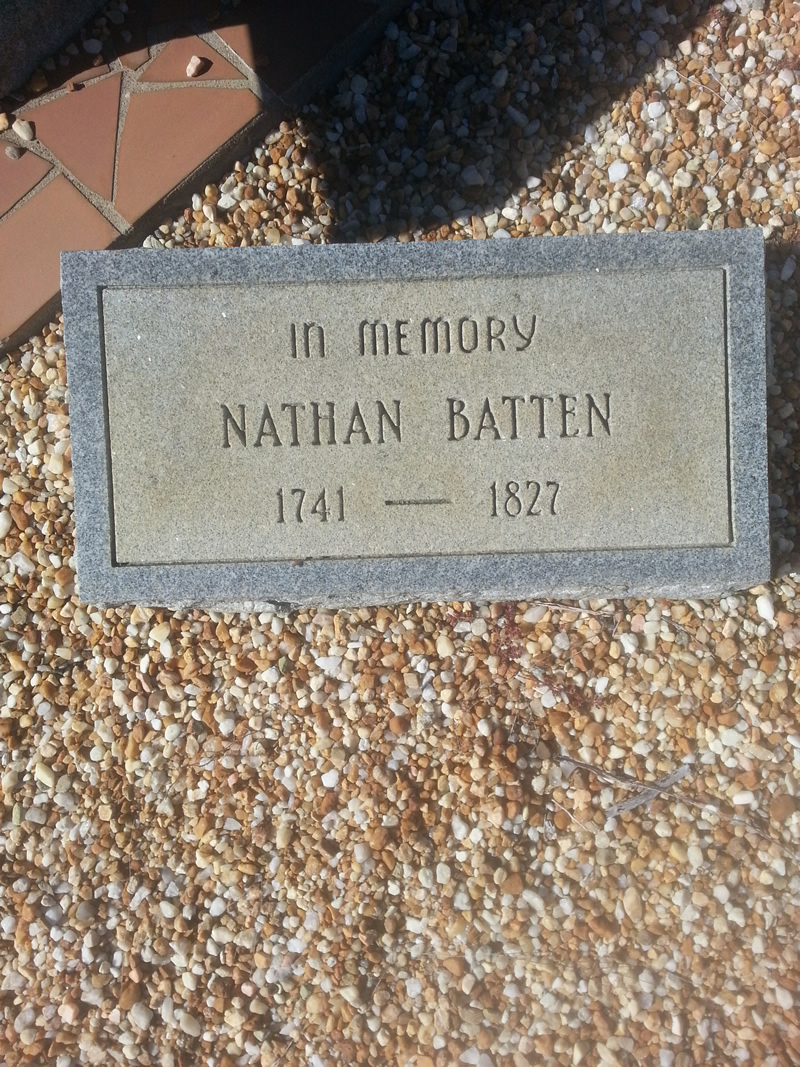 In MEMORY
NATHAN BATTEN
1741 — 1827